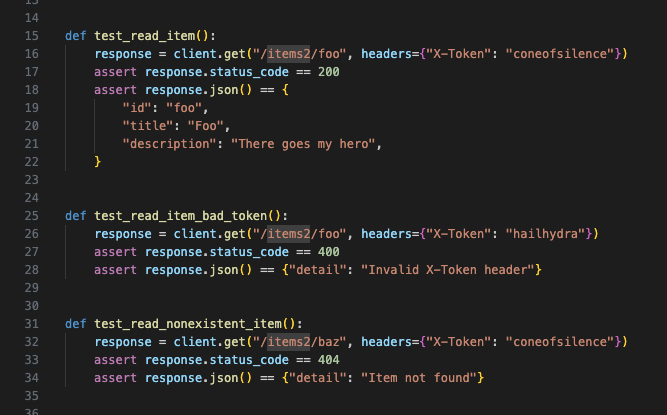 13
14
15 def test_read_item():
16     response = client.get("/items2/foo", headers={"X-Token": "coneofsilence"})
17     assert response.status_code == 200
18     assert response.json() == {
19         "id": "foo",
20         "title": "Foo",
21         "description": "There goes my hero",
22     }
23
24
25 def test_read_item_bad_token():
26     response = client.get("/items2/foo", headers={"X-Token": "hailhydra"})
27     assert response.status_code == 400
28     assert response.json() == {"detail": "Invalid X-Token header"}
29
30
31 def test_read_nonexistent_item():
32     response = client.get("/items2/baz", headers={"X-Token": "coneofsilence"})
33     assert response.status_code == 404
34     assert response.json() == {"detail": "Item not found"}
35
36